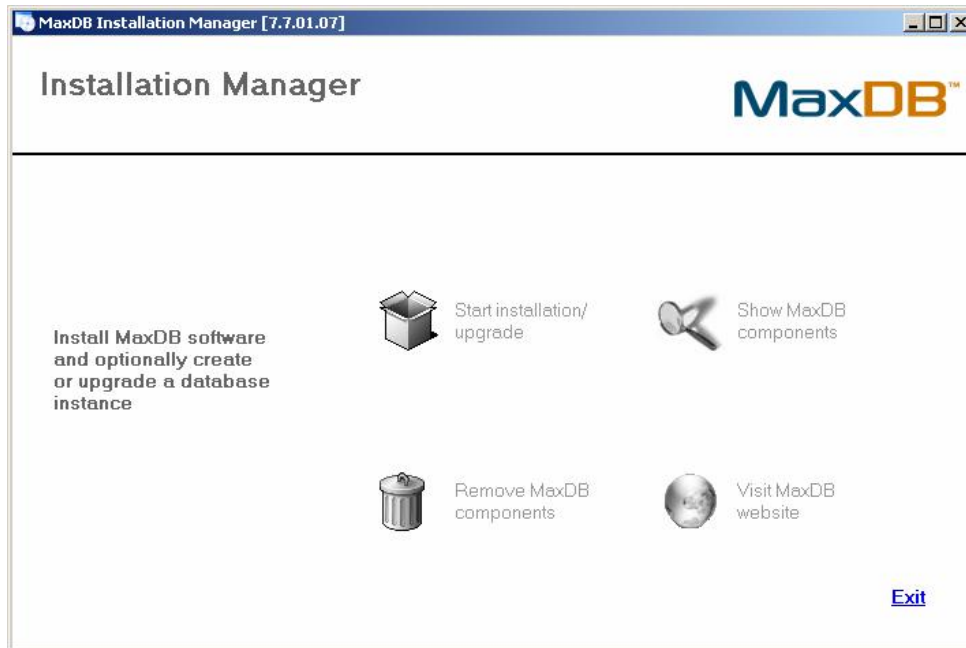 MaxDB Installation Manager [7.7.01.07]
Installation Manager
MaxDB™
Install MaxDB software
and optionally create
or upgrade a database
instance
Start installation/
upgrade
Show MaxDB
components
Remove MaxDB
components
Visit MaxDB
website
Exit